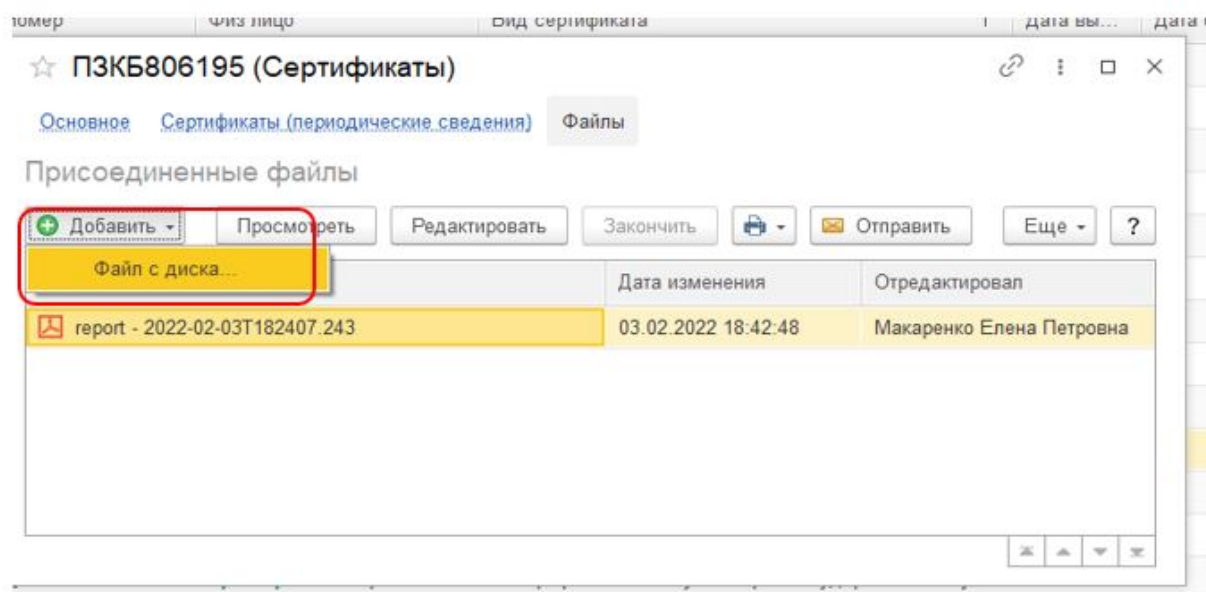 номер Физ лицо Вид сертификата Дата вы...
ПЗКБ806195 (Сертификаты)
Основное Сертификаты (периодические сведения) Файлы
Присоединенные файлы
Добавить Просмотреть Редактировать Закончить Отправить Еще ?
Файл с диска...
Дата изменения Отредактировал
report - 2022-02-03T182407.243 03.02.2022 18:42:48 Макаренко Елена Петровна